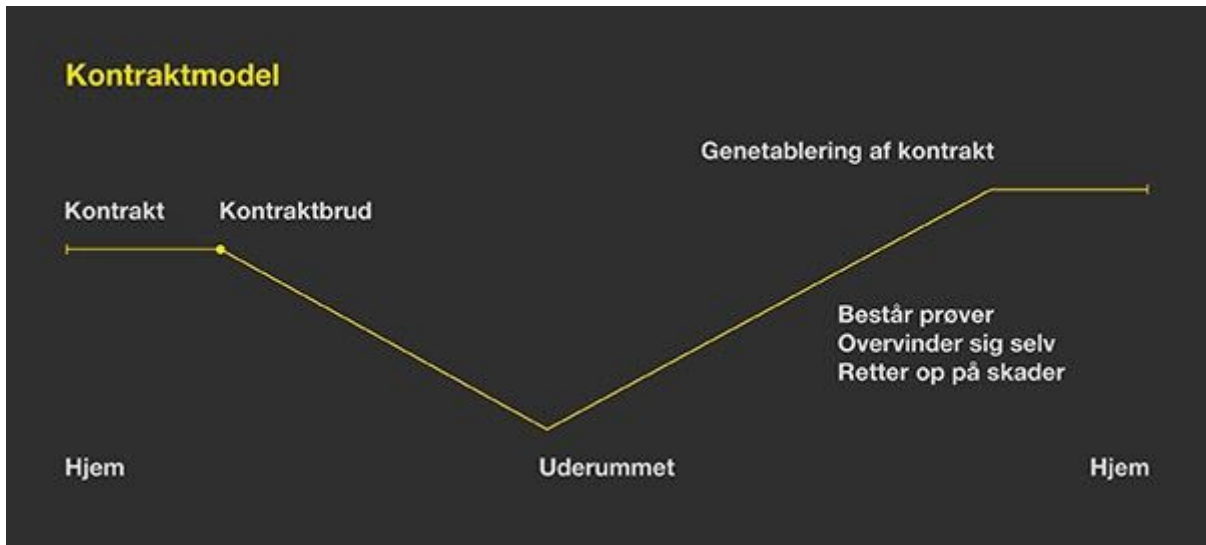 Kontraktmodel
Genetablering af kontrakt
Kontrakt
Kontraktbrud
Består prøver
Overvinder sig selv
Retter op på skader
Hjem
Uderummet
Hjem